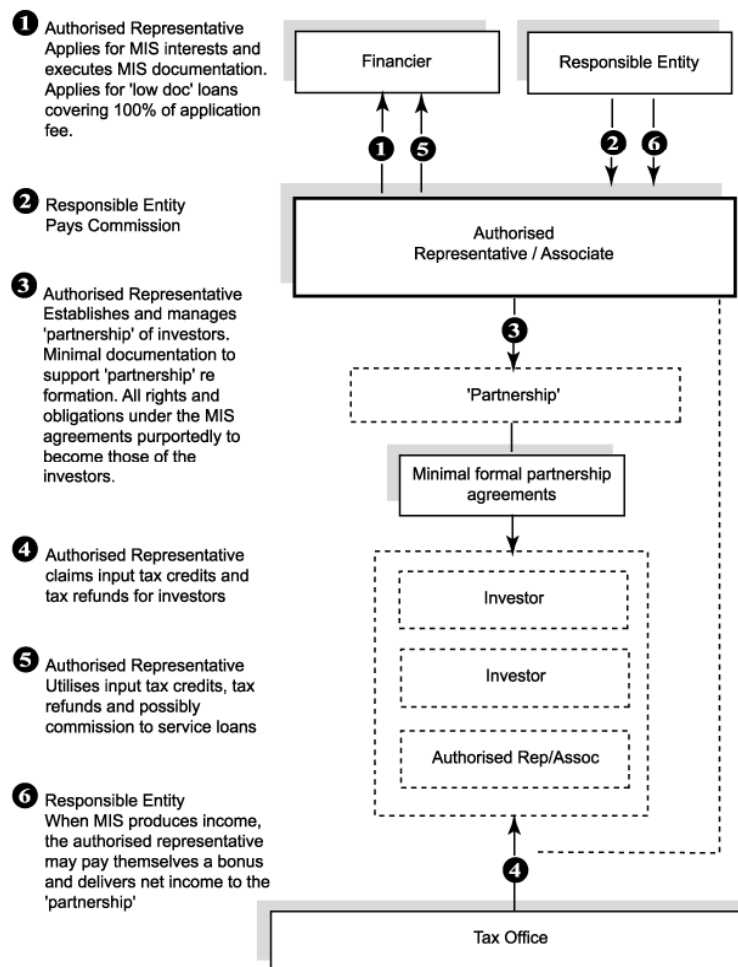 1 Authorised Representative
Applies for MIS interests and
executes MIS documentation.
Applies for 'low doc' loans
covering 100% of application
fee.
2 Responsible Entity
Pays Commission
3 Authorised Representative
Establishes and manages
'partnership' of investors.
Minimal documentation to
support 'partnership' re
formation. All rights and
obligations under the MIS
agreements purportedly to
become those of the
investors.
4 Authorised Representative
claims input tax credits and
tax refunds for investors
5 Authorised Representative
Utilises input tax credits, tax
refunds and possibly
commission to service loans
6 Responsible Entity
When MIS produces income,
the authorised representative
may pay themselves a bonus
and delivers net income to the
'partnership'
Financier
Responsible Entity
1
5
2
6
Authorised
Representative / Associate
3
'Partnership'
Minimal formal partnership
agreements
Investor
Investor
Authorised Rep/Assoc
4
Tax Office